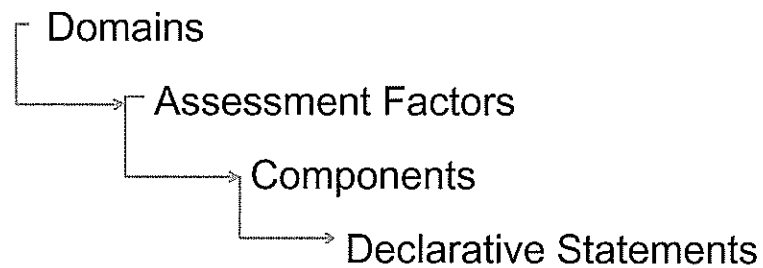 Domains
Assessment Factors
Components
Declarative Statements